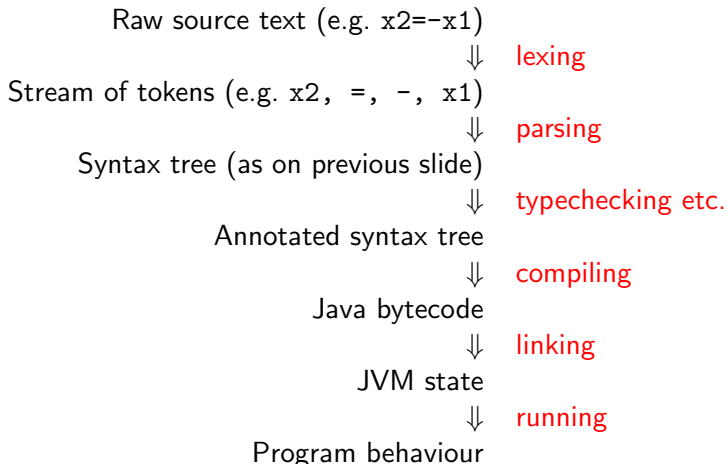 Raw source text (e.g. x2=-x1)
⇓ lexing
Stream of tokens (e.g. x2, =, -, x1)
⇓ parsing
Syntax tree (as on previous slide)
⇓ typechecking etc.
Annotated syntax tree
⇓ compiling
Java bytecode
⇓ linking
JVM state
⇓ running
Program behaviour